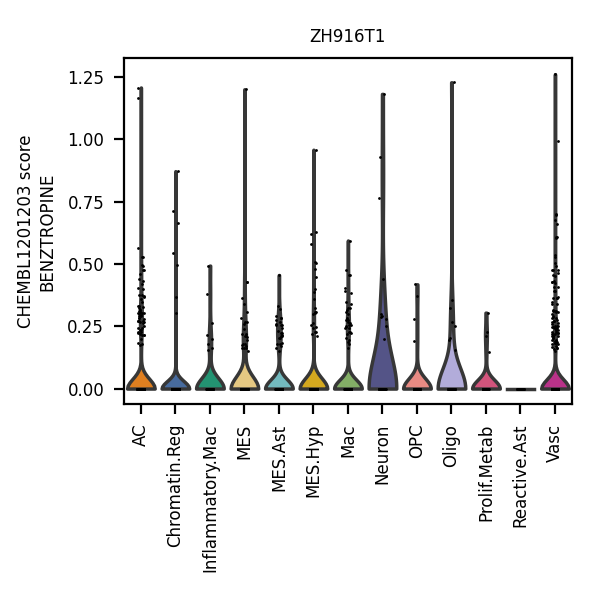 ZH916T1
CHEMBL1201203 score
BENZTROPINE
1.25
1.00
0.75
0.50
0.25
0.00
AC
Chromatin.Reg
Inflammatory.Mac
MES
MES.Ast
MES.Hyp
Mac
Neuron
OPC
Oligo
Prolif.Metab
Reactive.Ast
Vasc